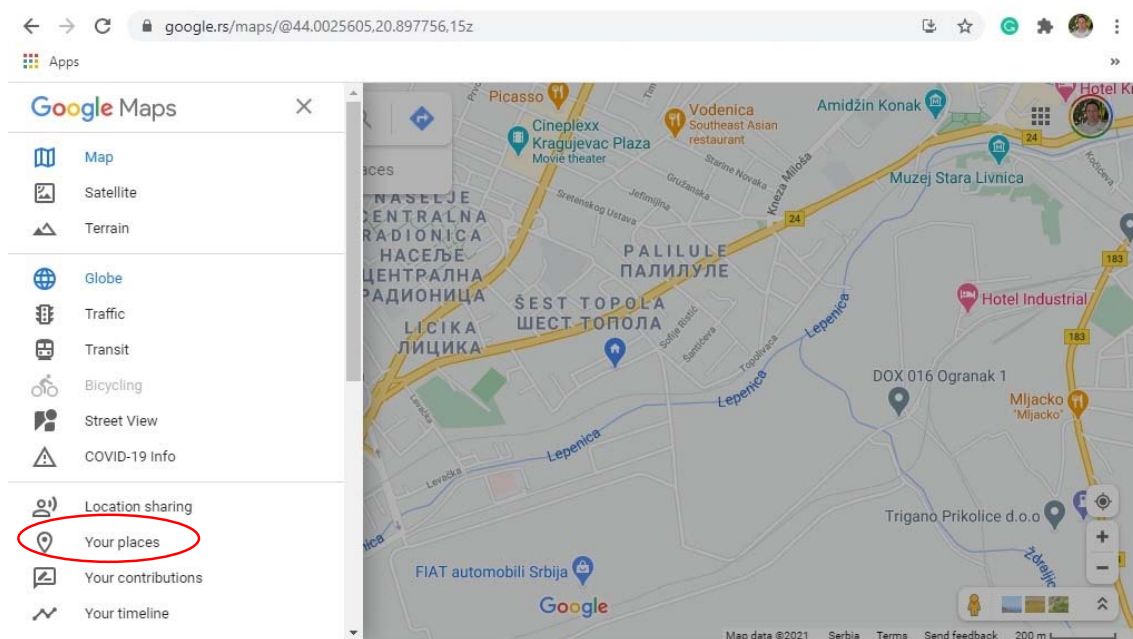 google.rs/maps/@44.0025605,20.897756,15z
Apps
Google Maps
Map
Satellite
Terrain
Globe
Traffic
Transit
Bicycling
Street View
COVID-19 Info
Location sharing
Your places
Your contributions
Your timeline
Picasso
Cineplexx
Kragujevac Plaza
Movie theater
Vodenica
Southeast Asian
restaurant
Amidžin Konak
Hotel
24
Muzej Stara Livnica
aces
Starine Novaka
Kneza Miloša
Gružanska
Jefimijina
Sretenskog Ustava
NASELJE
CENTRALNA
RADIONICA
НАСЕЉЕ
ЦЕНТРАЛНА
РАДИОНИЦА
24
PALILULE
ПАЛИЛУЛЕ
183
ŠEST TOPOLA
ШЕСТ ТОПОЛА
Hotel Industrial
LICIKA
ЛИЦИКА
Sofije Ristić
Šantićeva
Topolivaca
Lepenica
183
DOX 016 Ogranak 1
Lepenica
Mljacko
"Mljacko"
Levačka
Lepenica
Levačka
Trigano Prikolice d.o.o
FIAT automobili Srbija
Google
Map data ©2021 Serbia Terms Send feedback 200 m